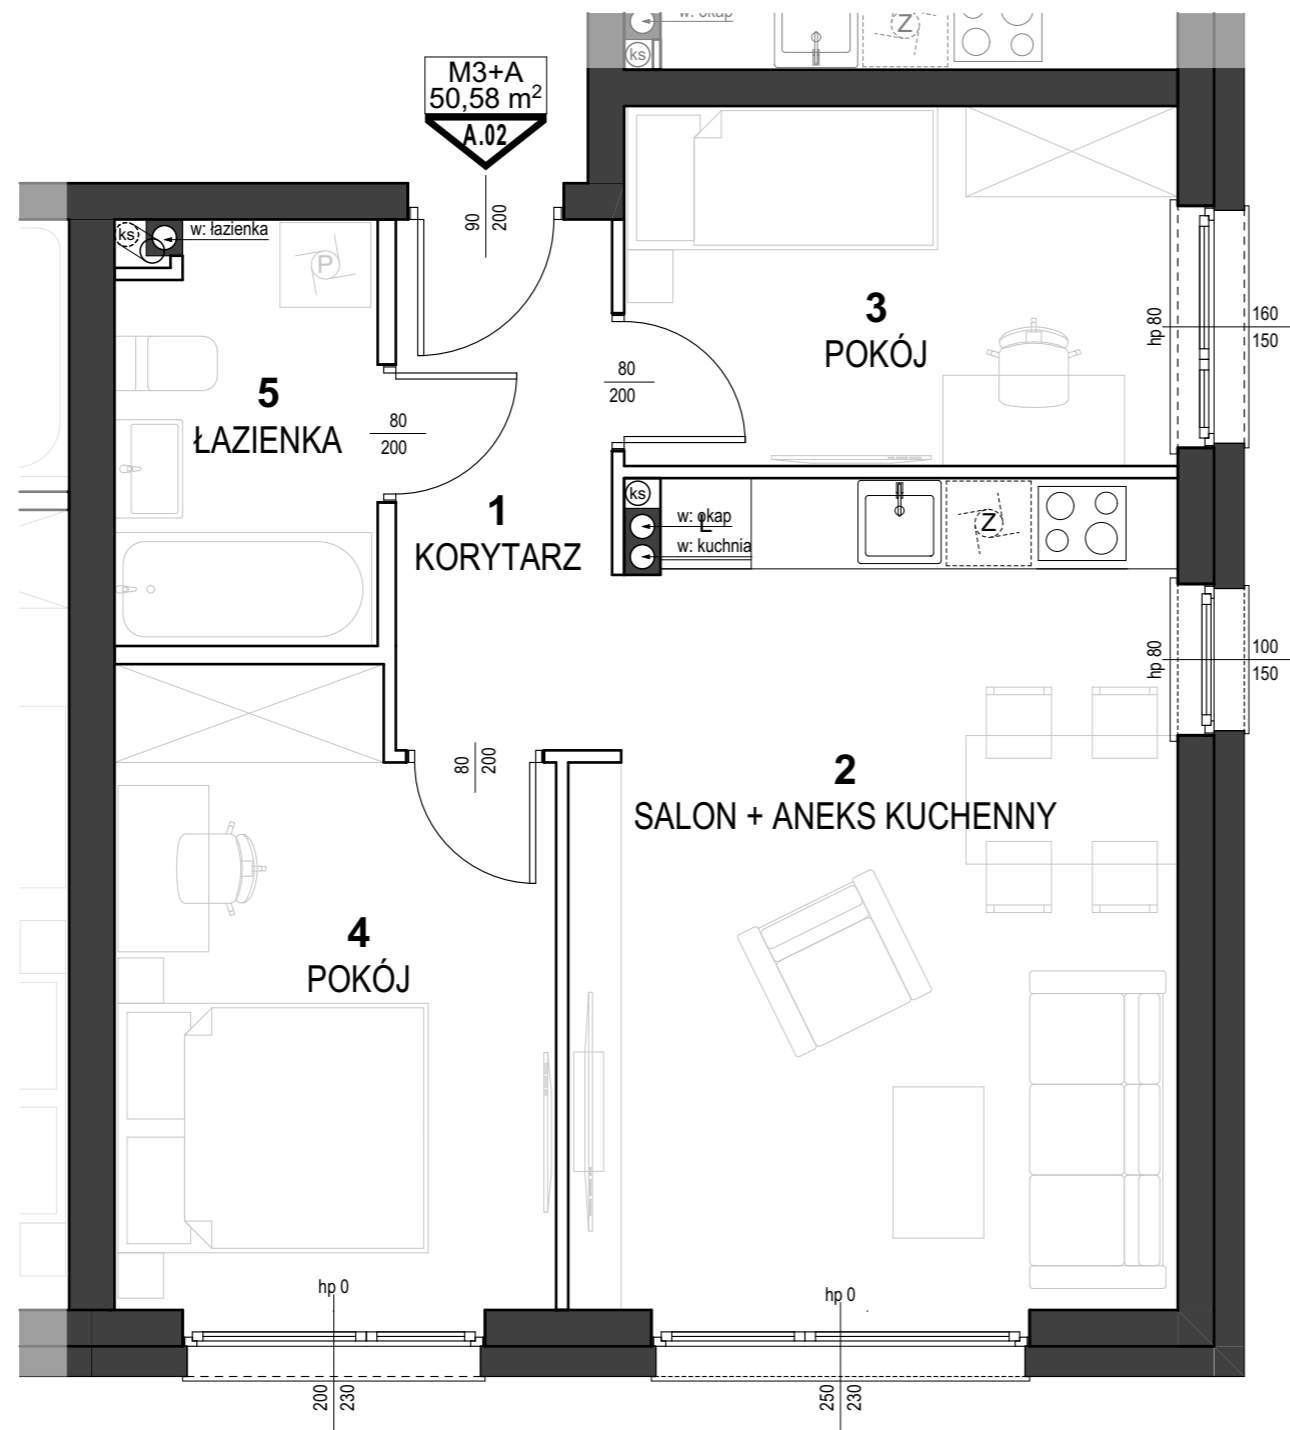 w: okap
Z
ks
M3+A
50,58 m²
A.02
90
200
ks
w: łazienka
P
3
POKÓJ
hp 80
160
150
80
200
5
ŁAZIENKA
80
200
1
KORYTARZ
ks
w: okap
L
w: kuchnia
Z
hp 80
100
150
80
200
2
SALON + ANEKS KUCHENNY
4
POKÓJ
hp 0
hp 0
200
230
250
230